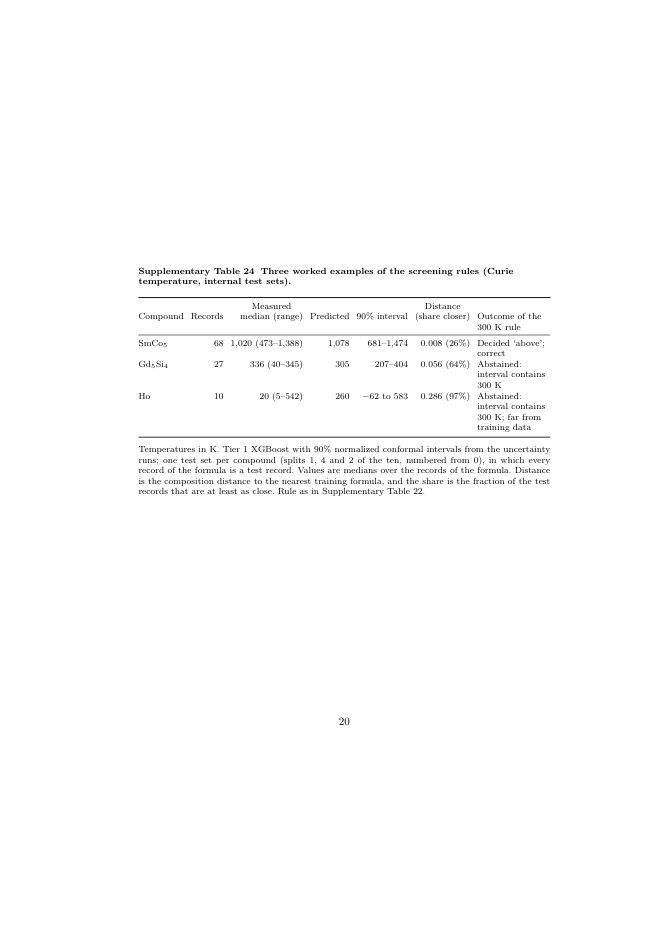 Supplementary Table 24 Three worked examples of the screening rules (Curie
temperature, internal test sets).
Measured Distance
Compound Records median (range) Predicted 90% interval (share closer) Outcome of the
300 K rule
SmCo₅ 68 1,020 (473–1,388) 1,078 681–1,474 0.008 (26%) Decided ‘above’;
correct
Gd₅Si₄ 27 336 (40–345) 305 207–404 0.056 (64%) Abstained:
interval contains
300 K
Ho 10 20 (5–542) 260 −62 to 583 0.286 (97%) Abstained:
interval contains
300 K; far from
training data
Temperatures in K. Tier 1 XGBoost with 90% normalized conformal intervals from the uncertainty
runs; one test set per compound (splits 1, 4 and 2 of the ten, numbered from 0), in which every
record of the formula is a test record. Values are medians over the records of the formula. Distance
is the composition distance to the nearest training formula, and the share is the fraction of the test
records that are at least as close. Rule as in Supplementary Table 22.
20